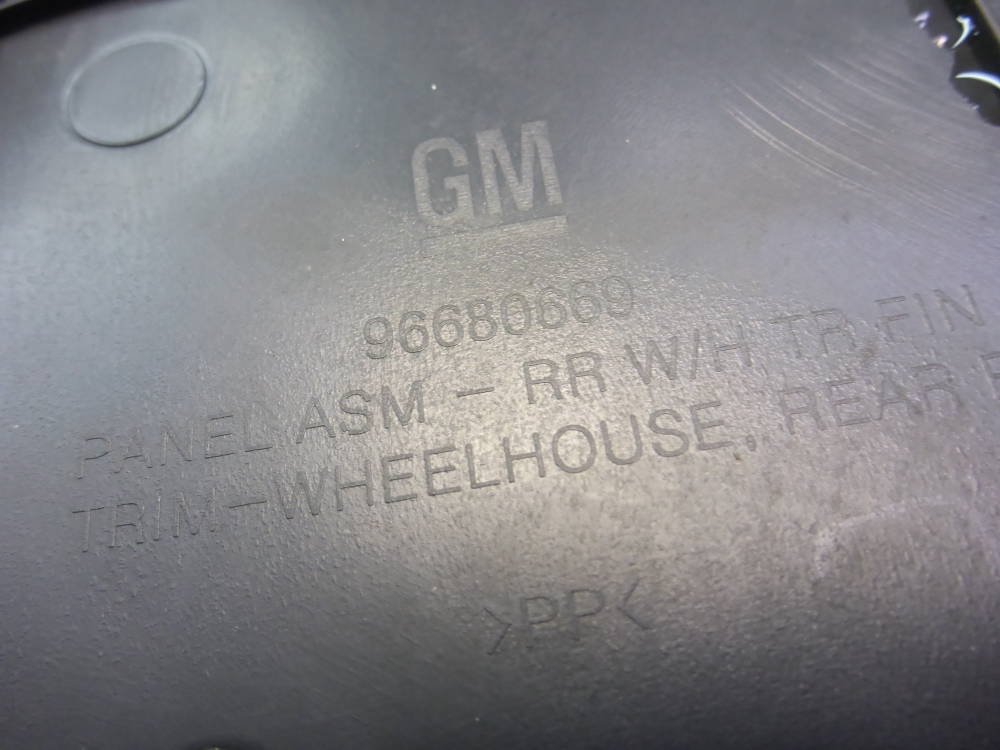 GM
96680669
PANEL ASM - RR W/H TR FIN
TRIM-WHEELHOUSE, REAR
>PP<